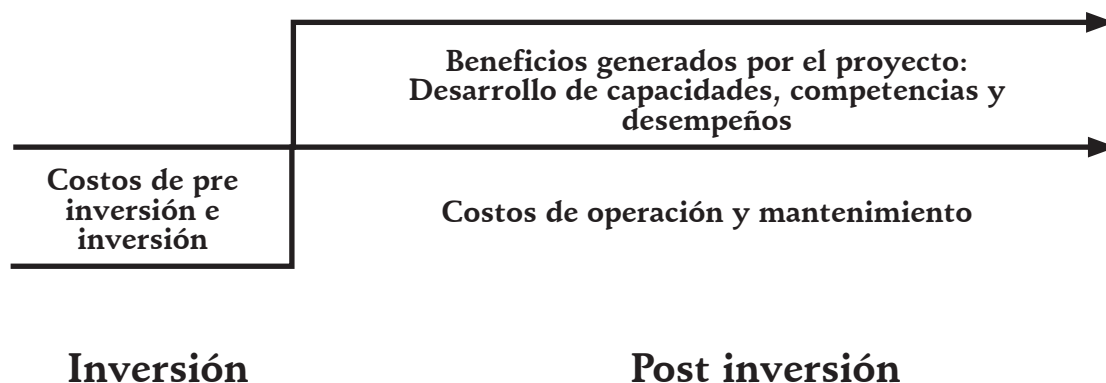 Beneficios generados por el proyecto:
Desarrollo de capacidades, competencias y
desempeños
Costos de pre
inversión e
inversión
Costos de operación y mantenimiento
Inversión
Post inversión